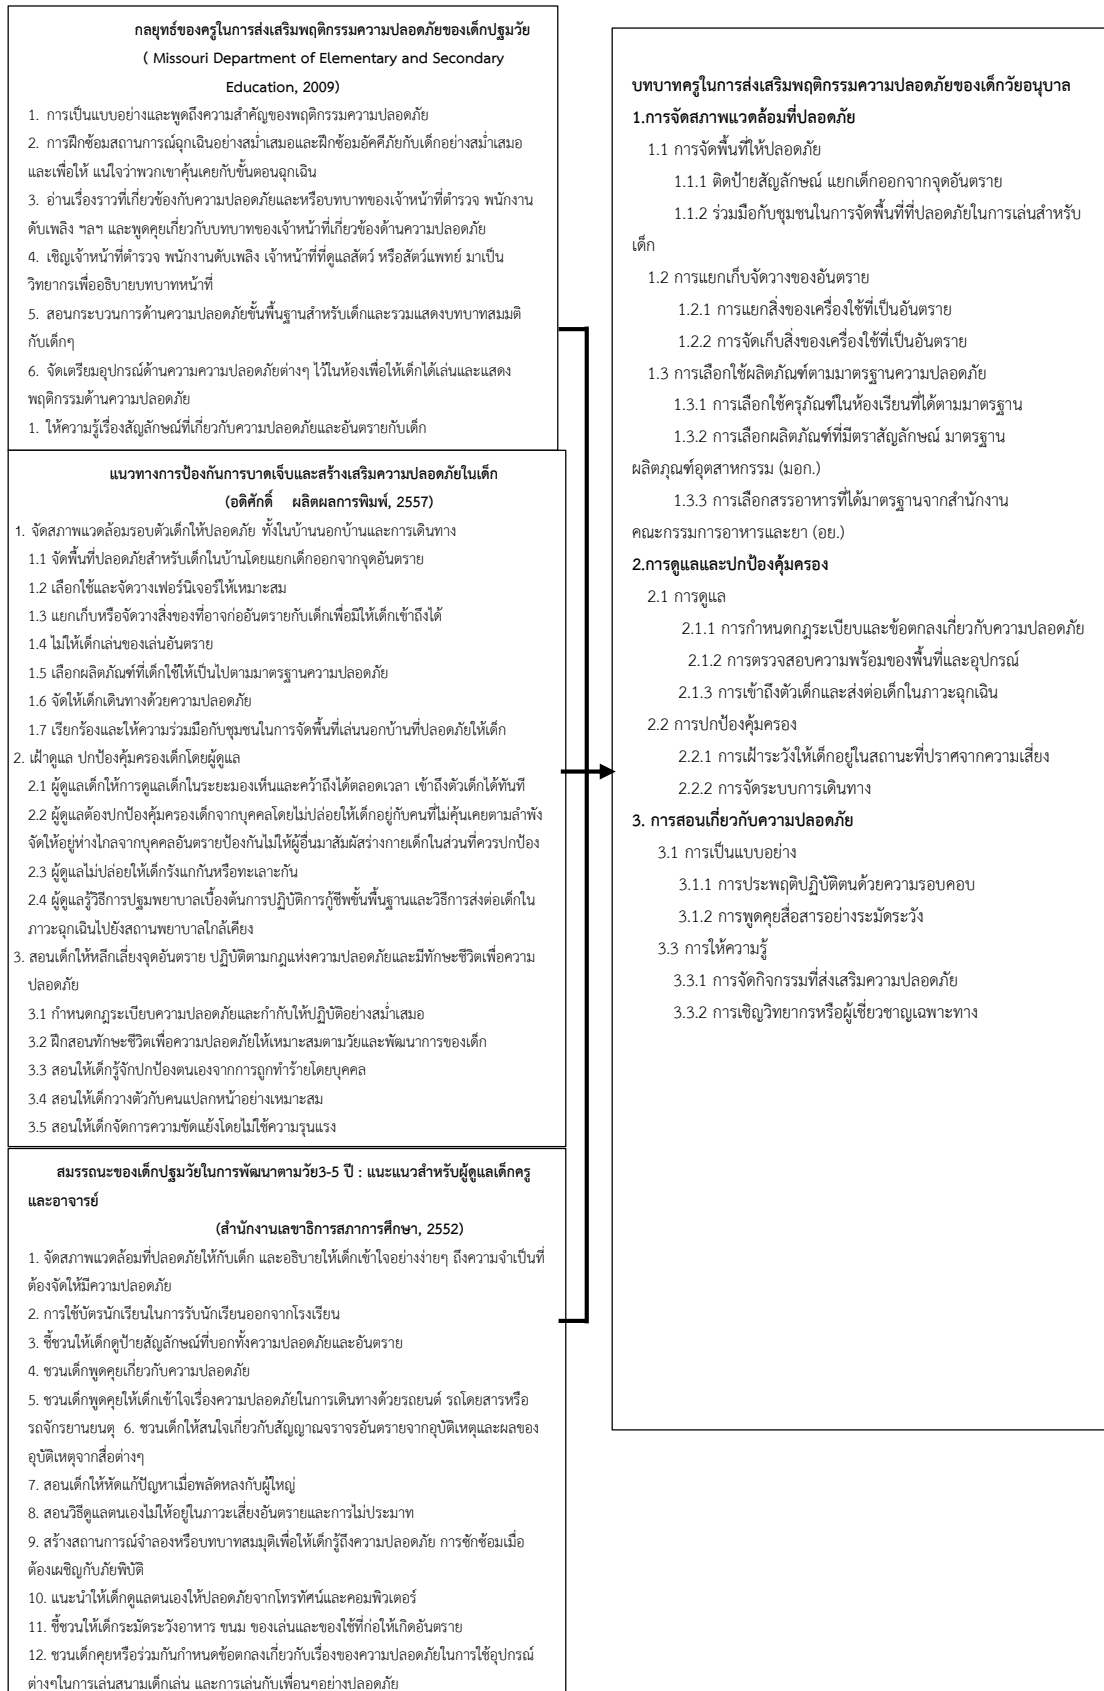 กลยุทธ์ของครูในการส่งเสริมพฤติกรรมความปลอดภัยของเด็กปฐมวัย
( Missouri Department of Elementary and Secondary
Education, 2009)
1. การเป็นแบบอย่างและพูดถึงความสำคัญของพฤติกรรมความปลอดภัย
2. การฝึกซ้อมสถานการณ์ฉุกเฉินอย่างสม่ำเสมอและฝึกซ้อมอัคคีภัยกับเด็กอย่างสม่ำเสมอ
และเพื่อให้ แน่ใจว่าพวกเขาคุ้นเคยกับขั้นตอนฉุกเฉิน
3. อ่านเรื่องราวที่เกี่ยวข้องกับความปลอดภัยและหรือบทบาทของเจ้าหน้าที่ตำรวจ พนักงาน
ดับเพลิง ฯลฯ และพูดคุยเกี่ยวกับบทบาทของเจ้าหน้าที่เกี่ยวข้องด้านความปลอดภัย
4. เชิญเจ้าหน้าที่ตำรวจ พนักงานดับเพลิง เจ้าหน้าที่ที่ดูแลสัตว์ หรือสัตว์แพทย์ มาเป็น
วิทยากรเพื่ออธิบายบทบาทหน้าที่
5. สอนกระบวนการด้านความปลอดภัยขั้นพื้นฐานสำหรับเด็กและรวมแสดงบทบาทสมมติ
กับเด็กๆ
6. จัดเตรียมอุปกรณ์ด้านความความปลอดภัยต่างๆ ไว้ในห้องเพื่อให้เด็กได้เล่นและแสดง
พฤติกรรมด้านความปลอดภัย
1. ให้ความรู้เรื่องสัญลักษณ์ที่เกี่ยวกับความปลอดภัยและอันตรายกับเด็ก
แนวทางการป้องกันการบาดเจ็บและสร้างเสริมความปลอดภัยในเด็ก
(อดิศักดิ์ ผลิตผลการพิมพ์, 2557)
1. จัดสภาพแวดล้อมรอบตัวเด็กให้ปลอดภัย ทั้งในบ้านนอกบ้านและการเดินทาง
1.1 จัดพื้นที่ปลอดภัยสำหรับเด็กในบ้านโดยแยกเด็กออกจากจุดอันตราย
1.2 เลือกใช้และจัดวางเฟอร์นิเจอร์ให้เหมาะสม
1.3 แยกเก็บหรือจัดวางสิ่งของที่อาจก่ออันตรายกับเด็กเพื่อมิให้เด็กเข้าถึงได้
1.4 ไม่ให้เด็กเล่นของเล่นอันตราย
1.5 เลือกผลิตภัณฑ์ที่เด็กใช้ให้เป็นไปตามมาตรฐานความปลอดภัย
1.6 จัดให้เด็กเดินทางด้วยความปลอดภัย
1.7 เรียกร้องและให้ความร่วมมือกับชุมชนในการจัดพื้นที่เล่นนอกบ้านที่ปลอดภัยให้เด็ก
2. เฝ้าดูแล ปกป้องคุ้มครองเด็กโดยผู้ดูแล
2.1 ผู้ดูแลเด็กให้การดูแลเด็กในระยะมองเห็นและคว้าถึงได้ตลอดเวลา เข้าถึงตัวเด็กได้ทันที
2.2 ผู้ดูแลต้องปกป้องคุ้มครองเด็กจากบุคคลโดยไม่ปล่อยให้เด็กอยู่กับคนที่ไม่คุ้นเคยตามลำพัง
จัดให้อยู่ห่างไกลจากบุคคลอันตรายป้องกันไม่ให้ผู้อื่นมาสัมผัสร่างกายเด็กในส่วนที่ควรปกป้อง
2.3 ผู้ดูแลไม่ปล่อยให้เด็กรังแกกันหรือทะเลาะกัน
2.4 ผู้ดูแลรู้วิธีการปฐมพยาบาลเบื้องต้นการปฏิบัติการกู้ชีพขั้นพื้นฐานและวิธีการส่งต่อเด็กใน
ภาวะฉุกเฉินไปยังสถานพยาบาลใกล้เคียง
3. สอนเด็กให้หลีกเลี่ยงจุดอันตราย ปฏิบัติตามกฎแห่งความปลอดภัยและมีทักษะชีวิตเพื่อความ
ปลอดภัย
3.1 กำหนดกฎระเบียบความปลอดภัยและกำกับให้ปฏิบัติอย่างสม่ำเสมอ
3.2 ฝึกสอนทักษะชีวิตเพื่อความปลอดภัยให้เหมาะสมตามวัยและพัฒนาการของเด็ก
3.3 สอนให้เด็กรู้จักปกป้องตนเองจากการถูกทำร้ายโดยบุคคล
3.4 สอนให้เด็กวางตัวกับคนแปลกหน้าอย่างเหมาะสม
3.5 สอนให้เด็กจัดการความขัดแย้งโดยไม่ใช้ความรุนแรง
สมรรถนะของเด็กปฐมวัยในการพัฒนาตามวัย3-5 ปี : แนะแนวสำหรับผู้ดูแลเด็กครู
และอาจารย์
(สำนักงานเลขาธิการสภาการศึกษา, 2552)
1. จัดสภาพแวดล้อมที่ปลอดภัยให้กับเด็ก และอธิบายให้เด็กเข้าใจอย่างง่ายๆ ถึงความจำเป็นที่
ต้องจัดให้มีความปลอดภัย
2. การใช้บัตรนักเรียนในการรับนักเรียนออกจากโรงเรียน
3. ชี้ชวนให้เด็กดูป้ายสัญลักษณ์ที่บอกทั้งความปลอดภัยและอันตราย
4. ชวนเด็กพูดคุยเกี่ยวกับความปลอดภัย
5. ชวนเด็กพูดคุยให้เด็กเข้าใจเรื่องความปลอดภัยในการเดินทางด้วยรถยนต์ รถโดยสารหรือ
รถจักรยานยนตฺ 6. ชวนเด็กให้สนใจเกี่ยวกับสัญญาณจราจรอันตรายจากอุบัติเหตุและผลของ
อุบัติเหตุจากสื่อต่างๆ
7. สอนเด็กให้หัดแก้ปัญหาเมื่อพลัดหลงกับผู้ใหญ่
8. สอนวิธีดูแลตนเองไม่ให้อยู่ในภาวะเสี่ยงอันตรายและการไม่ประมาท
9. สร้างสถานการณ์จำลองหรือบทบาทสมมุติเพื่อให้เด็กรู้ถึงความปลอดภัย การซักซ้อมเมื่อ
ต้องเผชิญกับภัยพิบัติ
10. แนะนำให้เด็กดูแลตนเองให้ปลอดภัยจากโทรทัศน์และคอมพิวเตอร์
11. ชี้ชวนให้เด็กระมัดระวังอาหาร ขนม ของเล่นและของใช้ที่ก่อให้เกิดอันตราย
12. ชวนเด็กคุยหรือร่วมกันกำหนดข้อตกลงเกี่ยวกับเรื่องของความปลอดภัยในการใช้อุปกรณ์
ต่างๆในการเล่นสนามเด็กเล่น และการเล่นกับเพื่อนๆอย่างปลอดภัย
บทบาทครูในการส่งเสริมพฤติกรรมความปลอดภัยของเด็กวัยอนุบาล
1.การจัดสภาพแวดล้อมที่ปลอดภัย
1.1 การจัดพื้นที่ให้ปลอดภัย
1.1.1 ติดป้ายสัญลักษณ์ แยกเด็กออกจากจุดอันตราย
1.1.2 ร่วมมือกับชุมชนในการจัดพื้นที่ที่ปลอดภัยในการเล่นสำหรับ
เด็ก
1.2 การแยกเก็บจัดวางของอันตราย
1.2.1 การแยกสิ่งของเครื่องใช้ที่เป็นอันตราย
1.2.2 การจัดเก็บสิ่งของเครื่องใช้ที่เป็นอันตราย
1.3 การเลือกใช้ผลิตภัณฑ์ตามมาตรฐานความปลอดภัย
1.3.1 การเลือกใช้ครุภัณฑ์ในห้องเรียนที่ได้ตามมาตรฐาน
1.3.2 การเลือกผลิตภัณฑ์ที่มีตราสัญลักษณ์ มาตรฐาน
ผลิตภุณฑ์อุตสาหกรรม (มอก.)
1.3.3 การเลือกสรรอาหารที่ได้มาตรฐานจากสำนักงาน
คณะกรรมการอาหารและยา (อย.)
2.การดูแลและปกป้องคุ้มครอง
2.1 การดูแล
2.1.1 การกำหนดกฎระเบียบและข้อตกลงเกี่ยวกับความปลอดภัย
2.1.2 การตรวจสอบความพร้อมของพื้นที่และอุปกรณ์
2.1.3 การเข้าถึงตัวเด็กและส่งต่อเด็กในภาวะฉุกเฉิน
2.2 การปกป้องคุ้มครอง
2.2.1 การเฝ้าระวังให้เด็กอยู่ในสถานะที่ปราศจากความเสี่ยง
2.2.2 การจัดระบบการเดินทาง
3. การสอนเกี่ยวกับความปลอดภัย
3.1 การเป็นแบบอย่าง
3.1.1 การประพฤติปฏิบัติตนด้วยความรอบคอบ
3.1.2 การพูดคุยสื่อสารอย่างระมัดระวัง
3.3 การให้ความรู้
3.3.1 การจัดกิจกรรมที่ส่งเสริมความปลอดภัย
3.3.2 การเชิญวิทยากรหรือผู้เชี่ยวชาญเฉพาะทาง